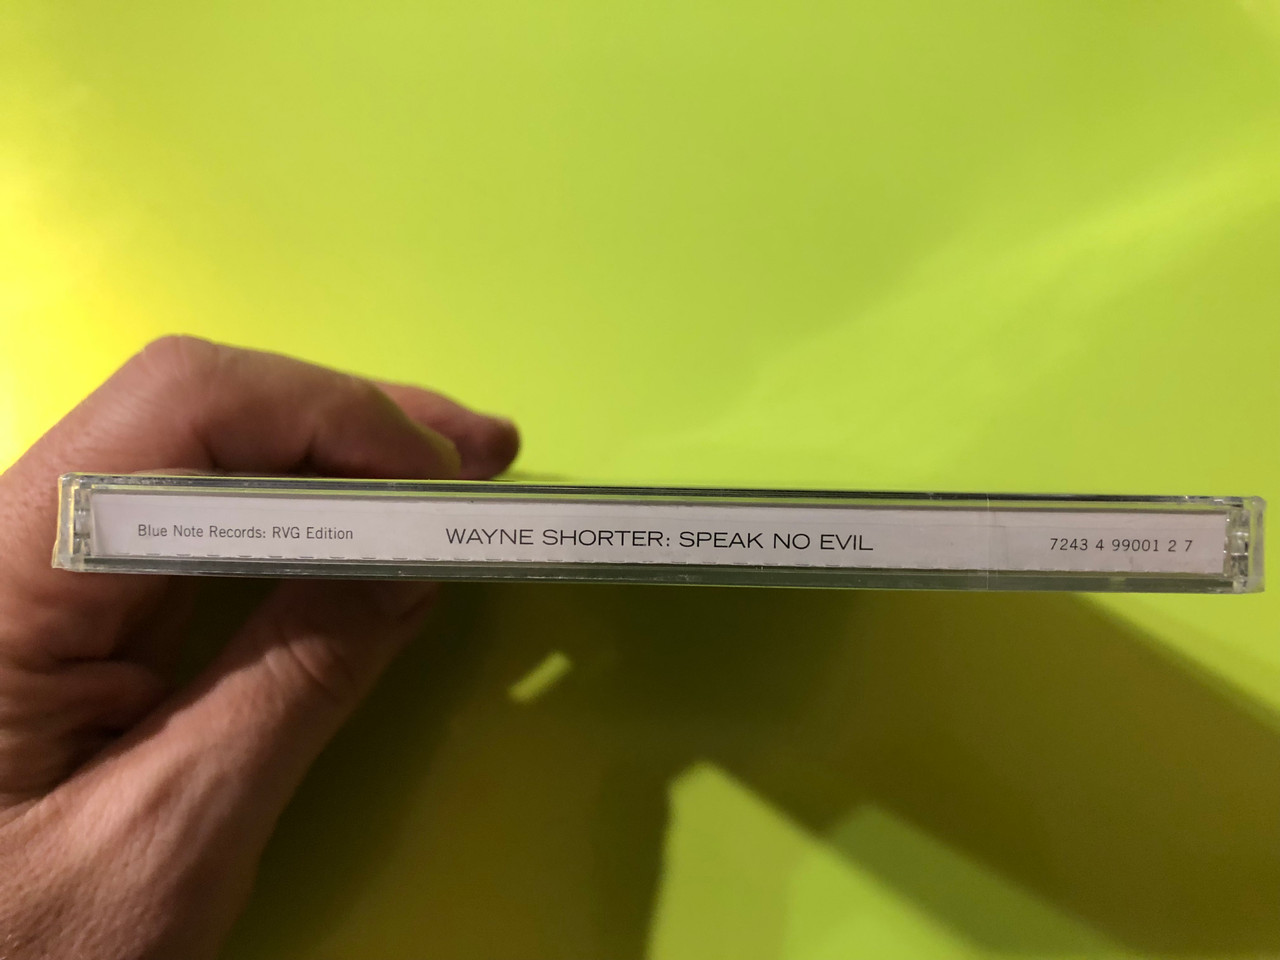 Blue Note Records: RVG Edition WAYNE SHORTER: SPEAK NO EVIL 7243 4 99001 2 7